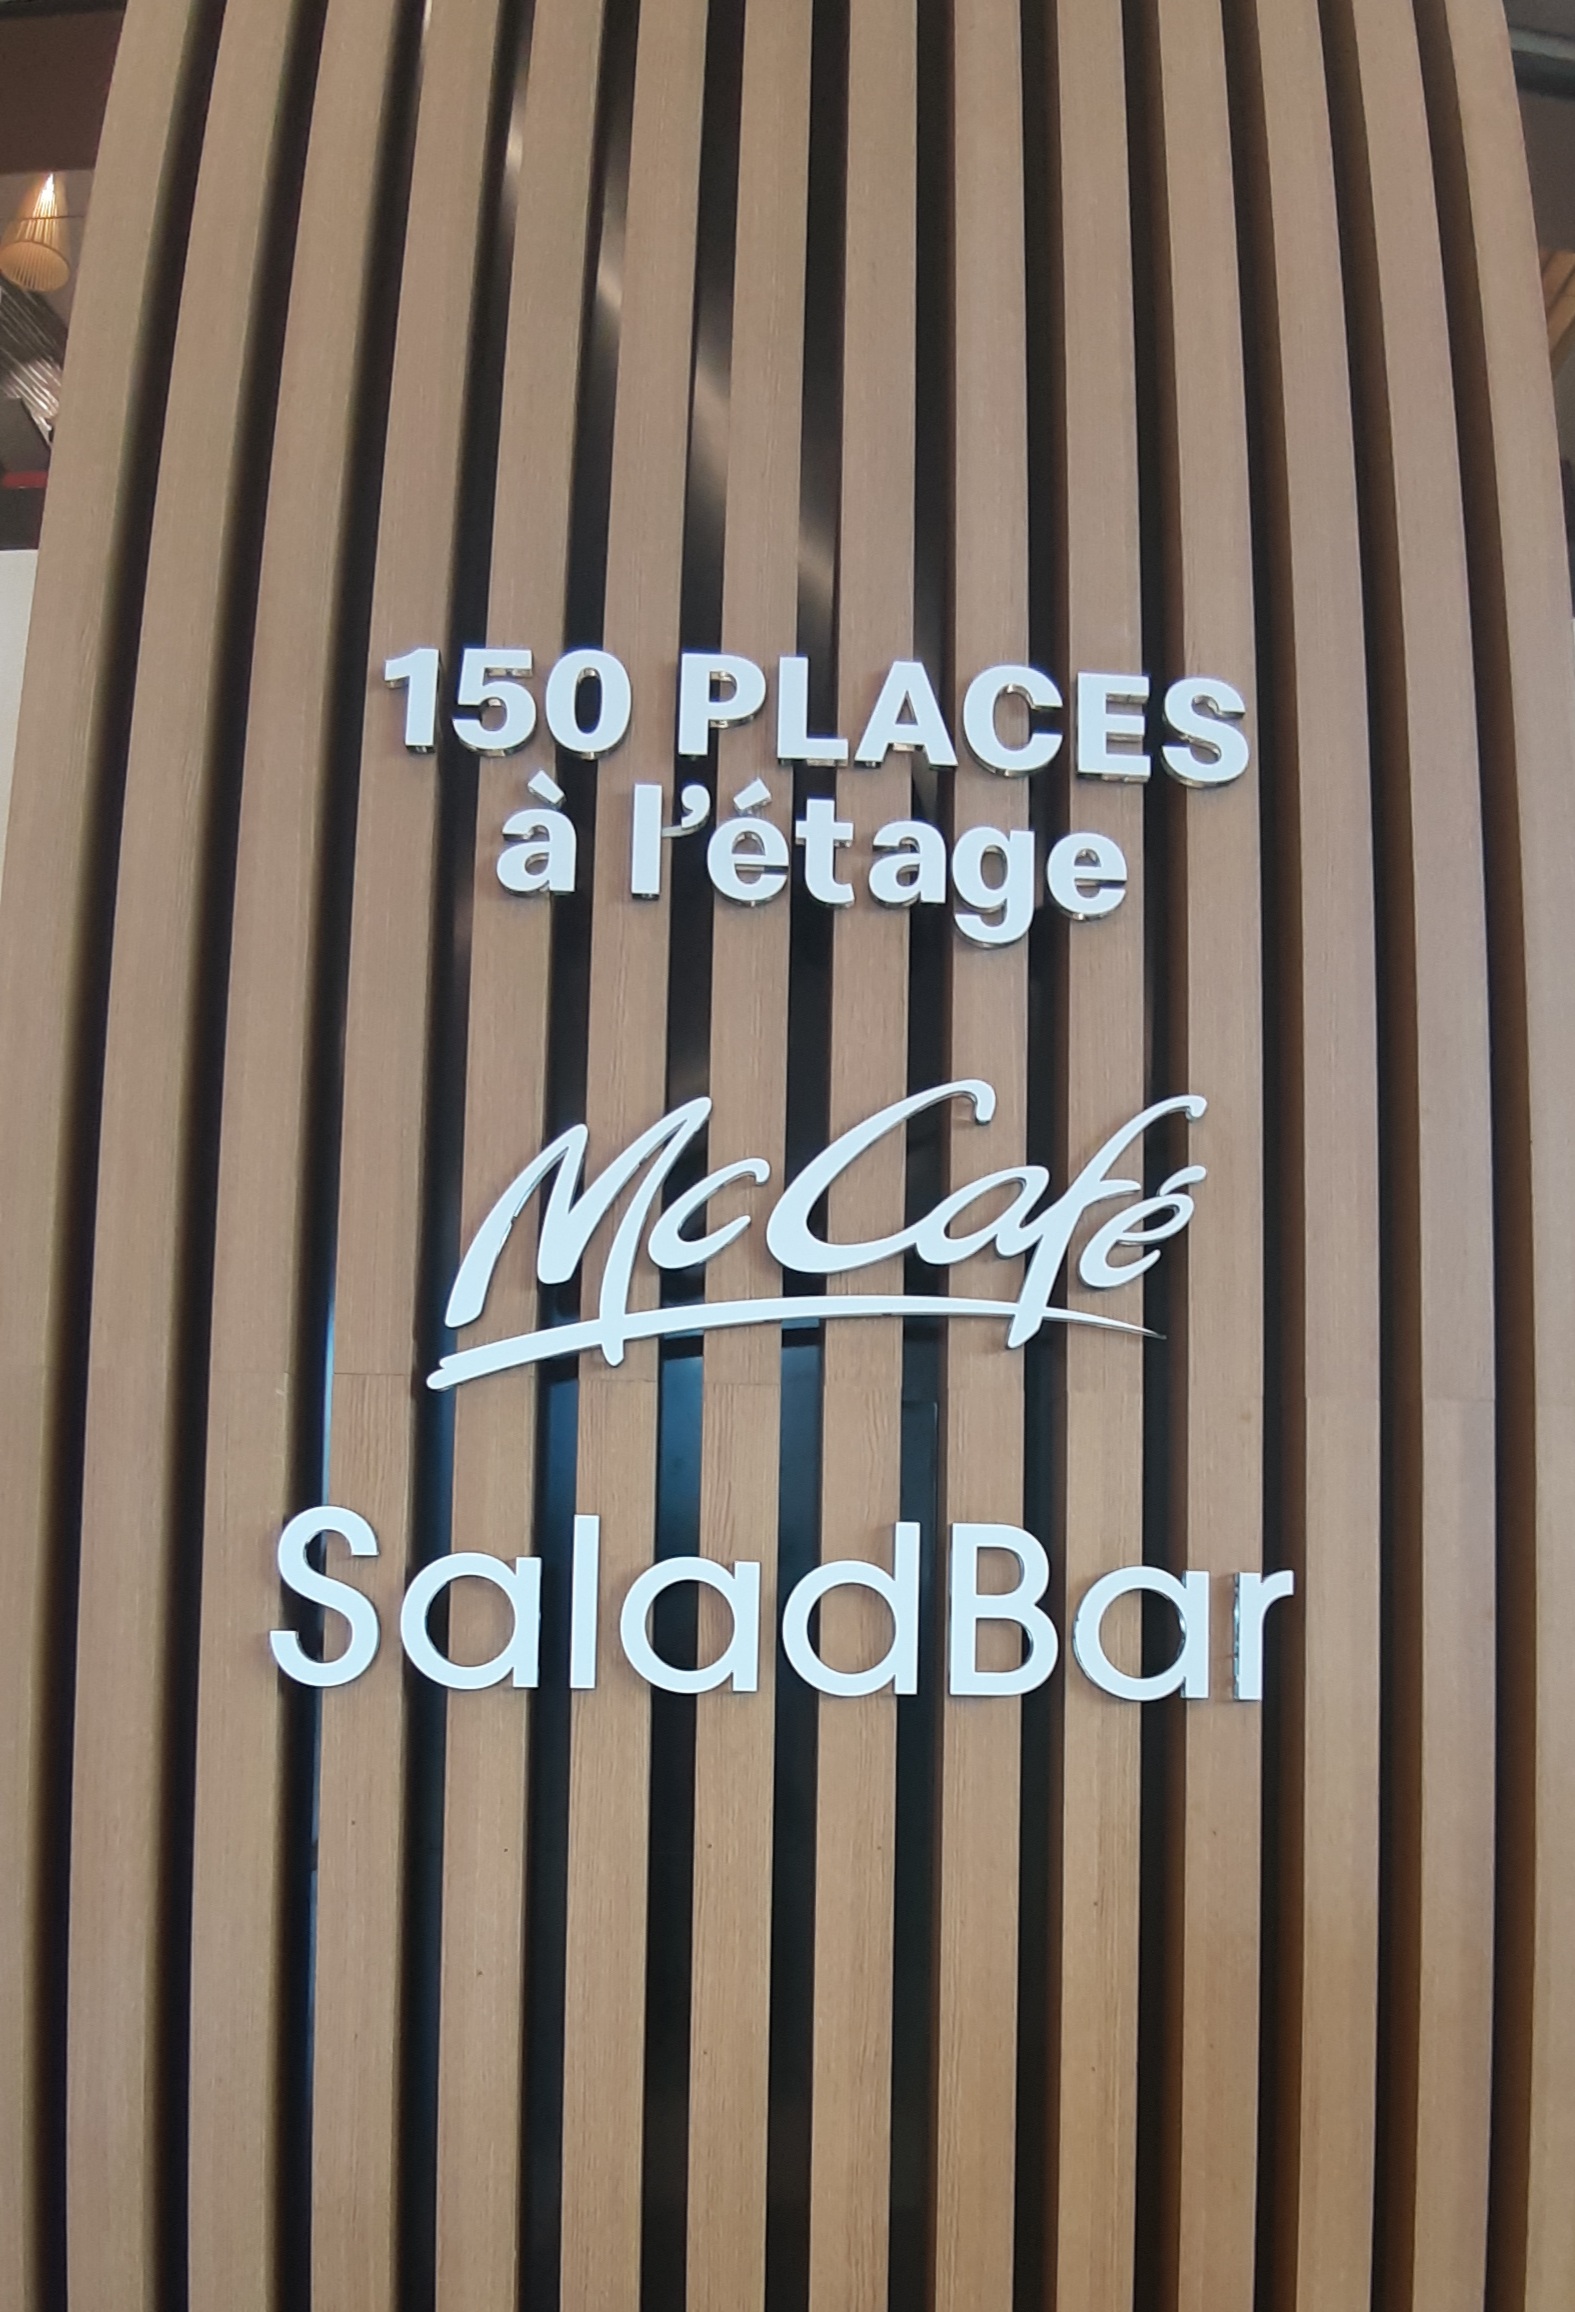 150 PLACES
à l'étage
McCafé
SaladBar